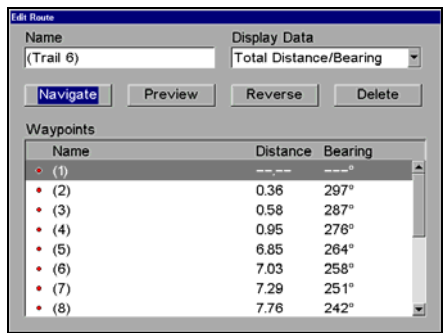 Edit Route
Name Display Data
(Trail 6) Total Distance/Bearing
Navigate Preview Reverse Delete
Waypoints
Name Distance Bearing
(1) --.-- ---°
(2) 0.36 297°
(3) 0.58 287°
(4) 0.95 276°
(5) 6.85 264°
(6) 7.03 258°
(7) 7.29 251°
(8) 7.76 242°